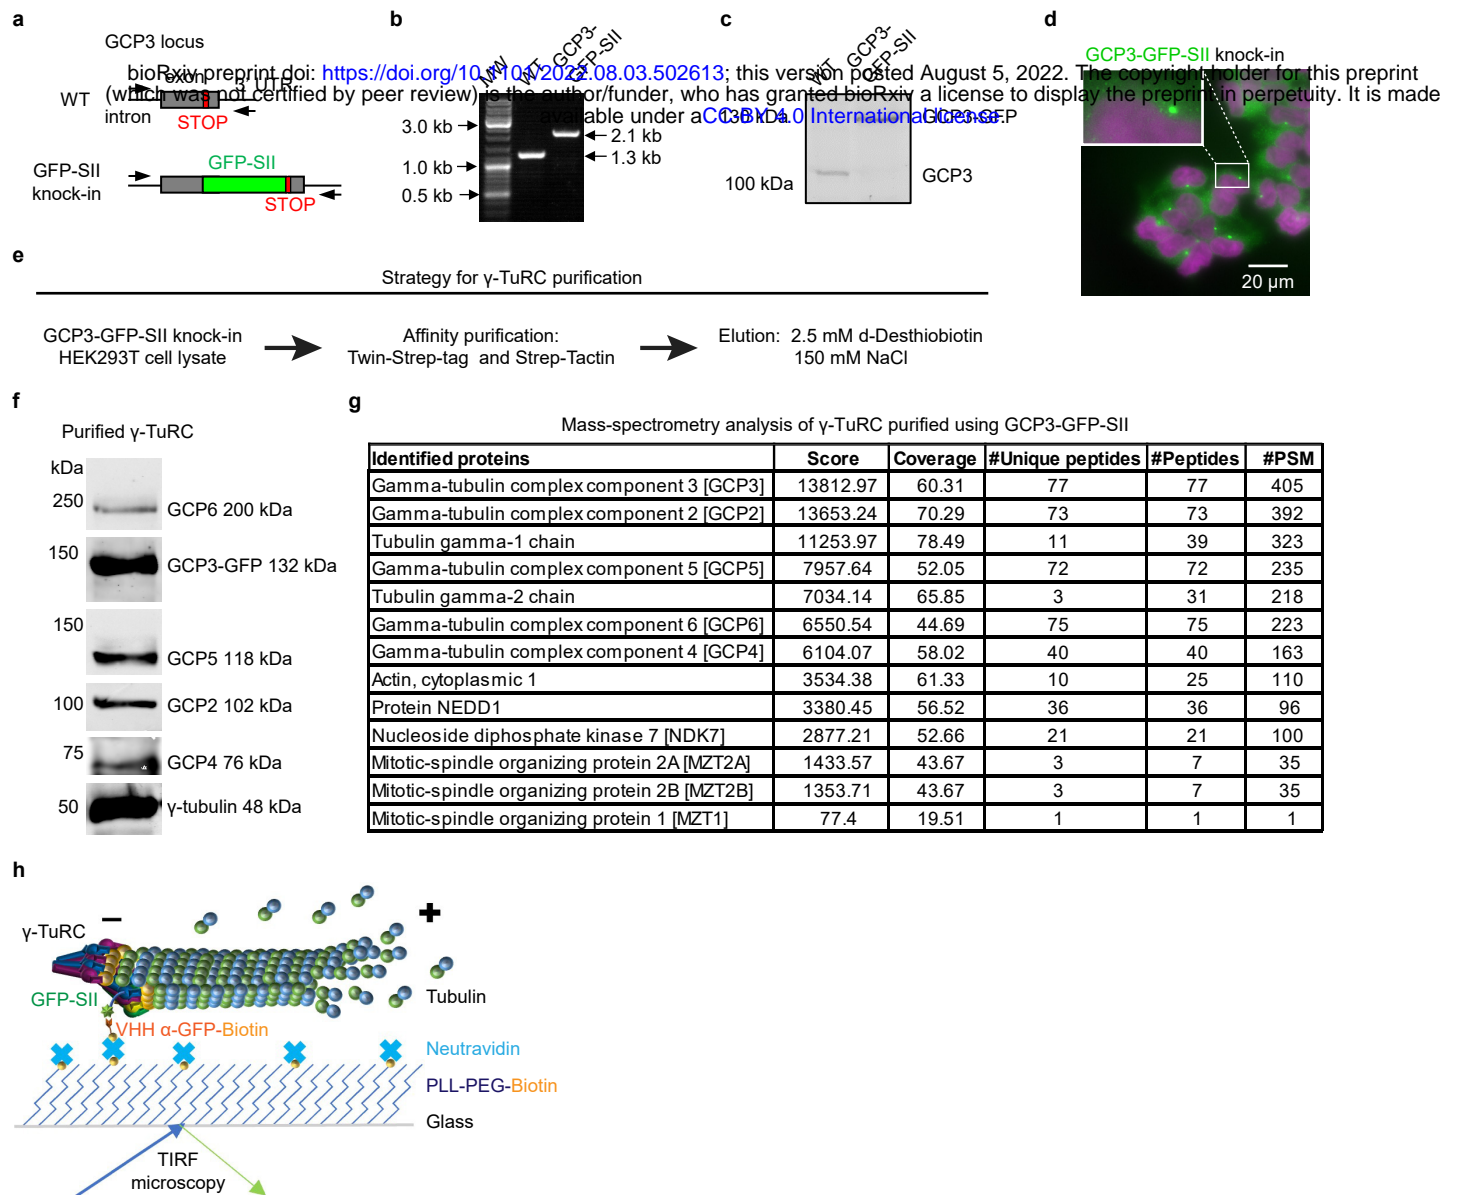 a
GCP3 locus
exon
3' UTR
WT
intron
STOP
GFP-SII
GFP-SII
knock-in
STOP
b
MW
WT
GCP3-
GFP-SII
3.0 kb
1.0 kb
0.5 kb
2.1 kb
1.3 kb
c
WT
GCP3-
GFP-SII
130 kDa
GCP3-GFP
100 kDa
GCP3
d
GCP3-GFP-SII knock-in
20 µm
bioRxiv preprint doi: https://doi.org/10.1101/2022.08.03.502613; this version posted August 5, 2022. The copyright holder for this preprint
(which was not certified by peer review) is the author/funder, who has granted bioRxiv a license to display the preprint in perpetuity. It is made
available under aCC-BY 4.0 International license.
e
Strategy for γ-TuRC purification
GCP3-GFP-SII knock-in
HEK293T cell lysate
Affinity purification:
Twin-Strep-tag and Strep-Tactin
Elution: 2.5 mM d-Desthiobiotin
150 mM NaCl
f
Purified γ-TuRC
kDa
250
GCP6 200 kDa
150
GCP3-GFP 132 kDa
150
GCP5 118 kDa
100
GCP2 102 kDa
75
GCP4 76 kDa
50
γ-tubulin 48 kDa
g
Mass-spectrometry analysis of γ-TuRC purified using GCP3-GFP-SII
Identified proteins Score Coverage #Unique peptides #Peptides #PSM
Gamma-tubulin complex component 3 [GCP3] 13812.97 60.31 77 77 405
Gamma-tubulin complex component 2 [GCP2] 13653.24 70.29 73 73 392
Tubulin gamma-1 chain 11253.97 78.49 11 39 323
Gamma-tubulin complex component 5 [GCP5] 7957.64 52.05 72 72 235
Tubulin gamma-2 chain 7034.14 65.85 3 31 218
Gamma-tubulin complex component 6 [GCP6] 6550.54 44.69 75 75 223
Gamma-tubulin complex component 4 [GCP4] 6104.07 58.02 40 40 163
Actin, cytoplasmic 1 3534.38 61.33 10 25 110
Protein NEDD1 3380.45 56.52 36 36 96
Nucleoside diphosphate kinase 7 [NDK7] 2877.21 52.66 21 21 100
Mitotic-spindle organizing protein 2A [MZT2A] 1433.57 43.67 3 7 35
Mitotic-spindle organizing protein 2B [MZT2B] 1353.71 43.67 3 7 35
Mitotic-spindle organizing protein 1 [MZT1] 77.4 19.51 1 1 1
h
γ-TuRC
− +
GFP-SII
Tubulin
VHH α-GFP-Biotin
Neutravidin
PLL-PEG-Biotin
Glass
TIRF
microscopy